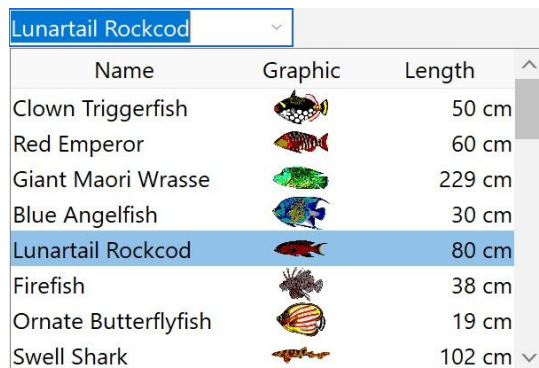 Lunartail Rockcod
Name Graphic Length
Clown Triggerfish 50 cm
Red Emperor 60 cm
Giant Maori Wrasse 229 cm
Blue Angelfish 30 cm
Lunartail Rockcod 80 cm
Firefish 38 cm
Ornate Butterflyfish 19 cm
Swell Shark 102 cm